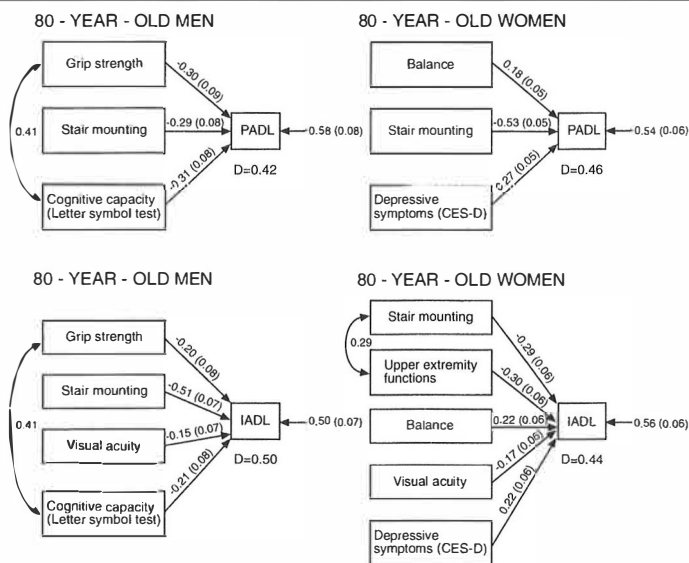 80 - YEAR - OLD MEN
Grip strength
-0.30 (0.09)
0.41
Stair mounting
-0.29 (0.08)
PADL
0.58 (0.08)
D=0.42
-0.31 (0.08)
Cognitive capacity
(Letter symbol test)
80 - YEAR - OLD WOMEN
Balance
0.18 (0.05)
Stair mounting
-0.53 (0.05)
PADL
0.54 (0.06)
D=0.46
0.27 (0.05)
Depressive
symptoms (CES-D)
80 - YEAR - OLD MEN
Grip strength
-0.20 (0.08)
Stair mounting
-0.51 (0.07)
0.41
IADL
0.50 (0.07)
D=0.50
Visual acuity
-0.15 (0.07)
-0.21 (0.08)
Cognitive capacity
(Letter symbol test)
80 - YEAR - OLD WOMEN
Stair mounting
-0.29 (0.06)
0.29
Upper extremity
functions
-0.30 (0.06)
Balance
0.22 (0.06)
IADL
0.56 (0.06)
D=0.44
-0.17 (0.06)
Visual acuity
0.22 (0.06)
Depressive
symptoms (CES-D)